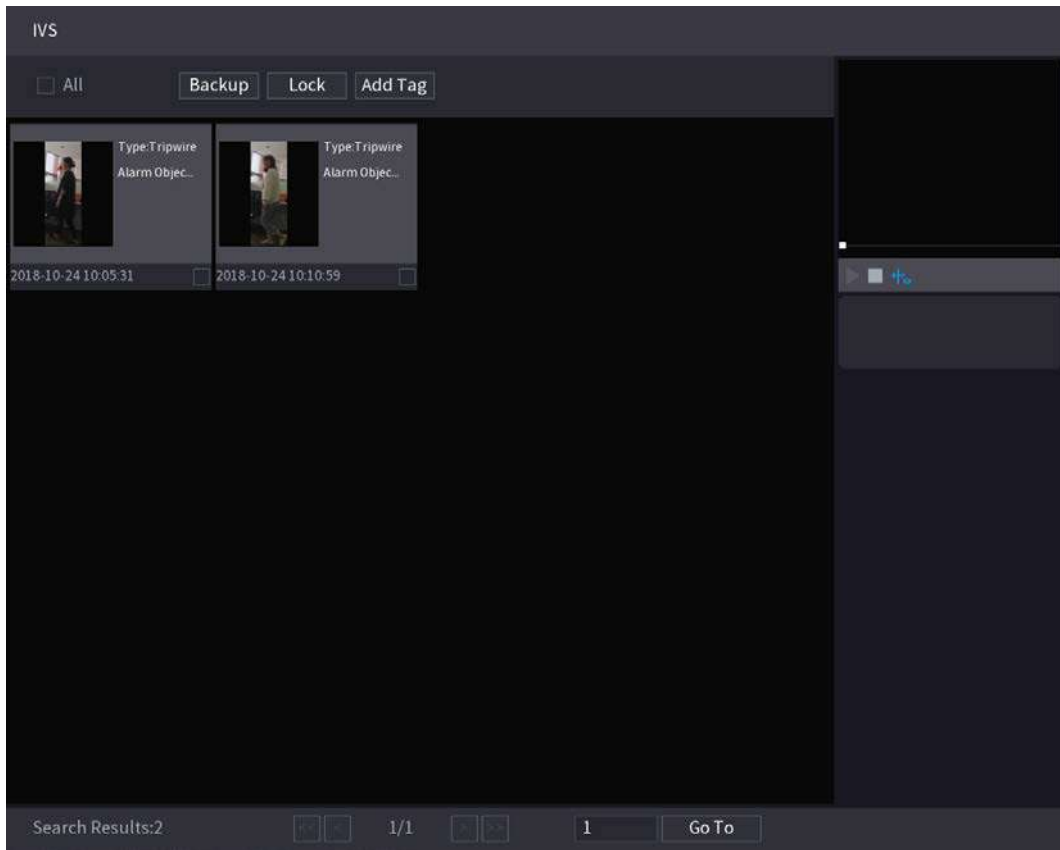 IVS
All
Backup
Lock
Add Tag
Type:Tripwire
Alarm Objec...
2018-10-24 10:05:31
Type:Tripwire
Alarm Objec...
2018-10-24 10:10:59
Search Results:2
<<
<
1/1
>
>>
1
Go To